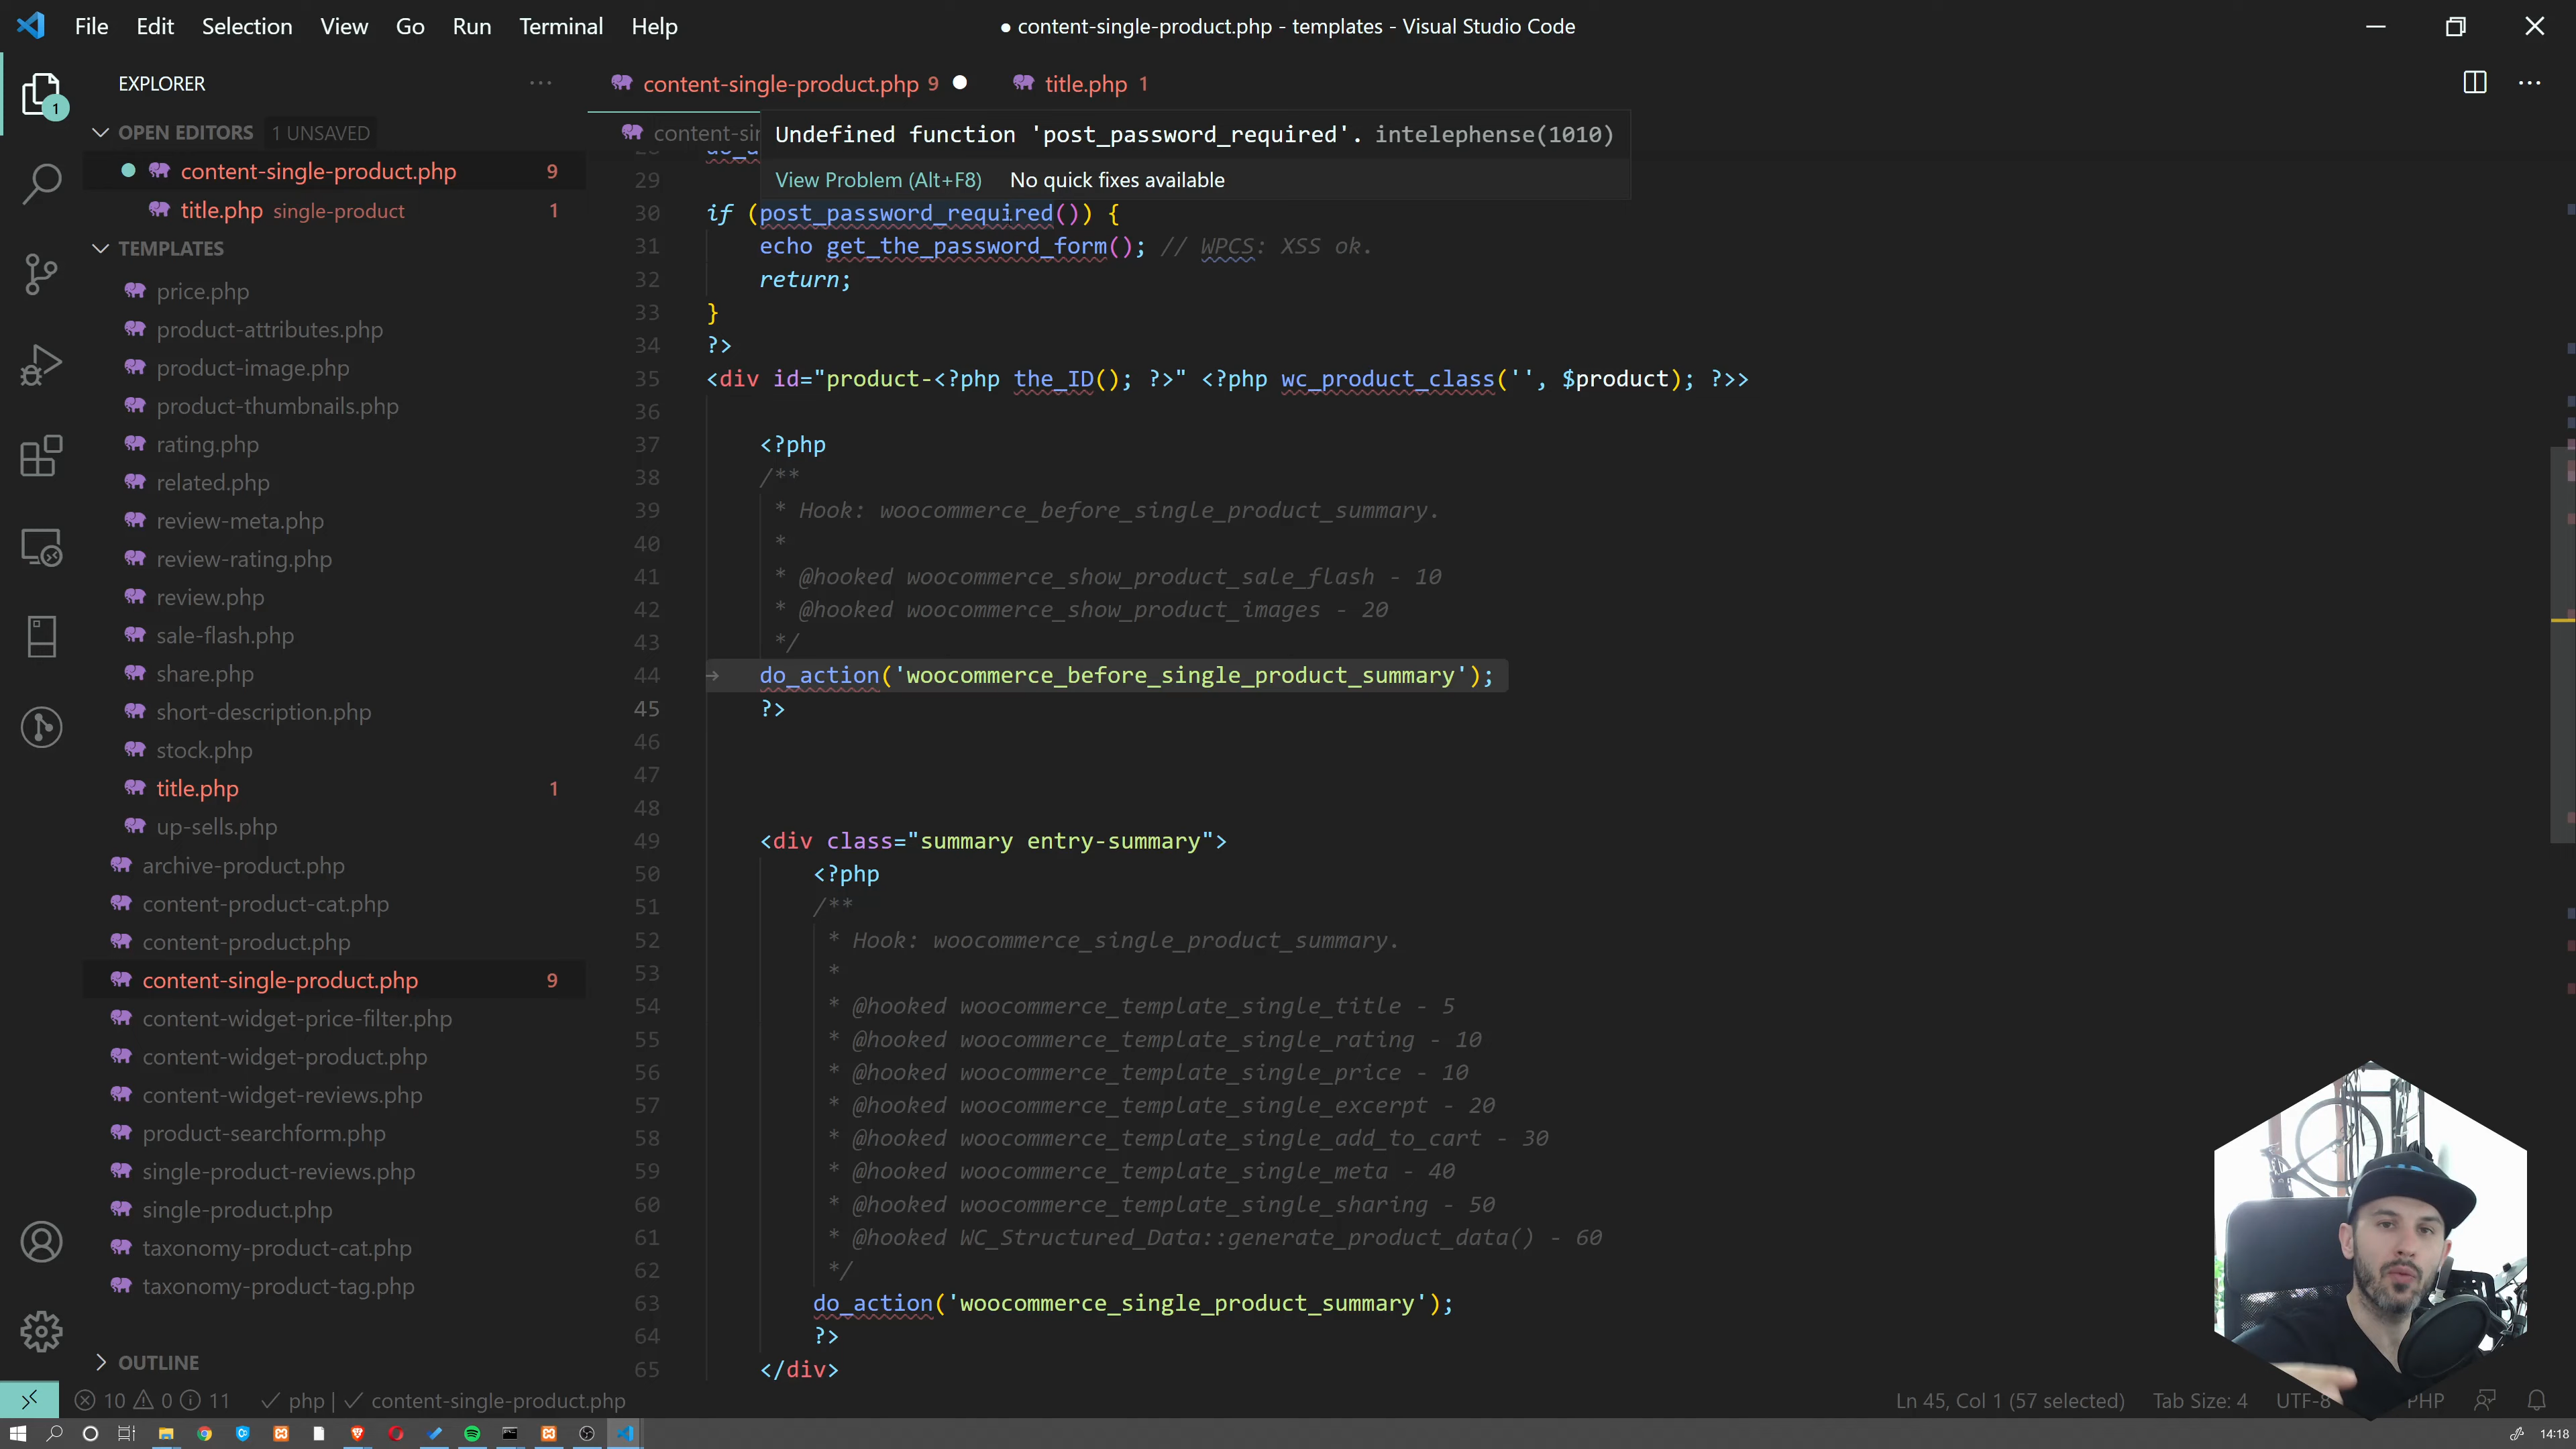 File Edit Selection View Go Run Terminal Help
● content-single-product.php - templates - Visual Studio Code
EXPLORER
1
OPEN EDITORS 1 UNSAVED
content-single-product.php 9
title.php single-product 1
TEMPLATES
price.php
product-attributes.php
product-image.php
product-thumbnails.php
rating.php
related.php
review-meta.php
review-rating.php
review.php
sale-flash.php
share.php
short-description.php
stock.php
title.php 1
up-sells.php
archive-product.php
content-product-cat.php
content-product.php
content-single-product.php 9
content-widget-price-filter.php
content-widget-product.php
content-widget-reviews.php
product-searchform.php
single-product-reviews.php
single-product.php
taxonomy-product-cat.php
taxonomy-product-tag.php
OUTLINE
content-single-product.php 9
title.php 1
Undefined function 'post_password_required'. intelephense(1010)
View Problem (Alt+F8) No quick fixes available
29
30 if (post_password_required()) {
31 echo get_the_password_form(); // WPCS: XSS ok.
32 return;
33 }
34 ?>
35 <div id="product-<?php the_ID(); ?>" <?php wc_product_class('', $product); ?>>
36
37 <?php
38 /**
39 * Hook: woocommerce_before_single_product_summary.
40 *
41 * @hooked woocommerce_show_product_sale_flash - 10
42 * @hooked woocommerce_show_product_images - 20
43 */
44 do_action('woocommerce_before_single_product_summary');
45 ?>
46
47
48
49 <div class="summary entry-summary">
50 <?php
51 /**
52 * Hook: woocommerce_single_product_summary.
53 *
54 * @hooked woocommerce_template_single_title - 5
55 * @hooked woocommerce_template_single_rating - 10
56 * @hooked woocommerce_template_single_price - 10
57 * @hooked woocommerce_template_single_excerpt - 20
58 * @hooked woocommerce_template_single_add_to_cart - 30
59 * @hooked woocommerce_template_single_meta - 40
60 * @hooked woocommerce_template_single_sharing - 50
61 * @hooked WC_Structured_Data::generate_product_data() - 60
62 */
63 do_action('woocommerce_single_product_summary');
64 ?>
65 </div>
10 0 11 php | content-single-product.php
Ln 45, Col 1 (57 selected) Tab Size: 4 UTF-8 PHP
14:18